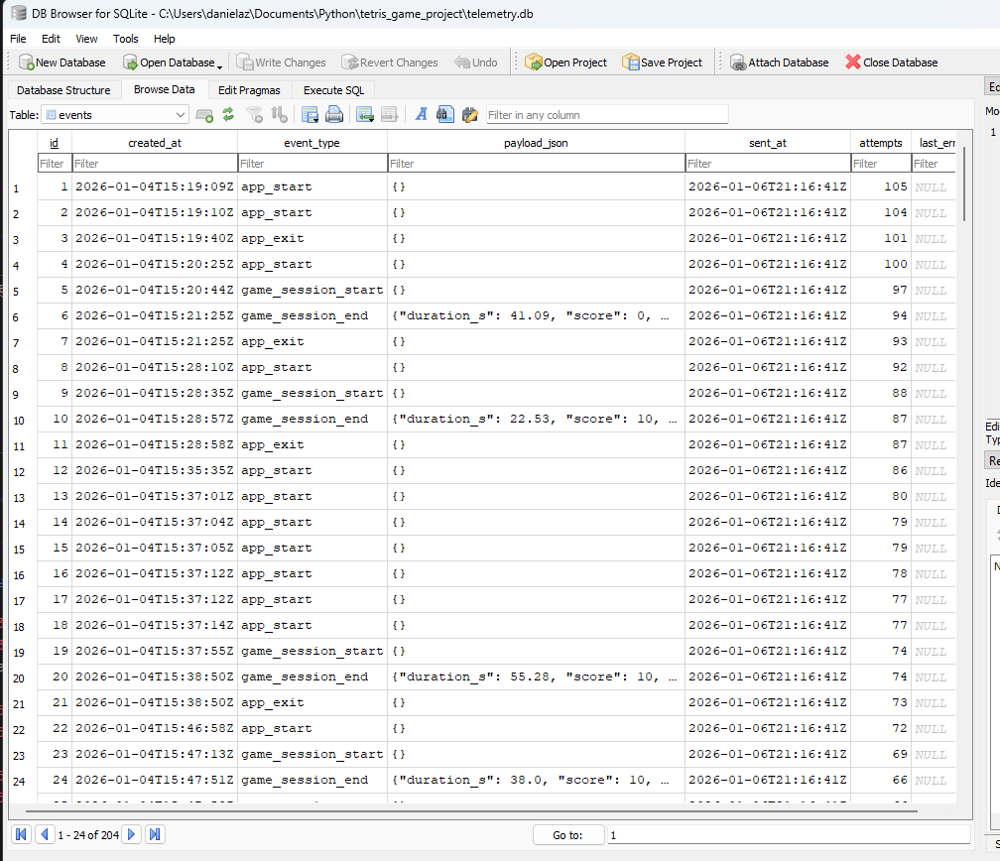 DB Browser for SQLite - C:\Users\danielaz\Documents\Python\tetris_game_project\telemetry.db
File Edit View Tools Help
New Database Open Database Write Changes Revert Changes Undo Open Project Save Project Attach Database Close Database
Database Structure Browse Data Edit Pragmas Execute SQL
Table: events Filter in any column
id created_at event_type payload_json sent_at attempts last_err
Filter Filter Filter Filter Filter Filter Filter
1 1 2026-01-04T15:19:09Z app_start {} 2026-01-06T21:16:41Z 105 NULL
2 2 2026-01-04T15:19:10Z app_start {} 2026-01-06T21:16:41Z 104 NULL
3 3 2026-01-04T15:19:40Z app_exit {} 2026-01-06T21:16:41Z 101 NULL
4 4 2026-01-04T15:20:25Z app_start {} 2026-01-06T21:16:41Z 100 NULL
5 5 2026-01-04T15:20:44Z game_session_start {} 2026-01-06T21:16:41Z 97 NULL
6 6 2026-01-04T15:21:25Z game_session_end {"duration_s": 41.09, "score": 0, … 2026-01-06T21:16:41Z 94 NULL
7 7 2026-01-04T15:21:25Z app_exit {} 2026-01-06T21:16:41Z 93 NULL
8 8 2026-01-04T15:28:10Z app_start {} 2026-01-06T21:16:41Z 92 NULL
9 9 2026-01-04T15:28:35Z game_session_start {} 2026-01-06T21:16:41Z 88 NULL
10 10 2026-01-04T15:28:57Z game_session_end {"duration_s": 22.53, "score": 10, … 2026-01-06T21:16:41Z 87 NULL
11 11 2026-01-04T15:28:58Z app_exit {} 2026-01-06T21:16:41Z 87 NULL
12 12 2026-01-04T15:35:35Z app_start {} 2026-01-06T21:16:41Z 86 NULL
13 13 2026-01-04T15:37:01Z app_start {} 2026-01-06T21:16:41Z 80 NULL
14 14 2026-01-04T15:37:04Z app_start {} 2026-01-06T21:16:41Z 79 NULL
15 15 2026-01-04T15:37:05Z app_start {} 2026-01-06T21:16:41Z 79 NULL
16 16 2026-01-04T15:37:12Z app_start {} 2026-01-06T21:16:41Z 78 NULL
17 17 2026-01-04T15:37:12Z app_start {} 2026-01-06T21:16:41Z 77 NULL
18 18 2026-01-04T15:37:14Z app_start {} 2026-01-06T21:16:41Z 77 NULL
19 19 2026-01-04T15:37:55Z game_session_start {} 2026-01-06T21:16:41Z 74 NULL
20 20 2026-01-04T15:38:50Z game_session_end {"duration_s": 55.28, "score": 10, … 2026-01-06T21:16:41Z 74 NULL
21 21 2026-01-04T15:38:50Z app_exit {} 2026-01-06T21:16:41Z 73 NULL
22 22 2026-01-04T15:46:58Z app_start {} 2026-01-06T21:16:41Z 72 NULL
23 23 2026-01-04T15:47:13Z game_session_start {} 2026-01-06T21:16:41Z 69 NULL
24 24 2026-01-04T15:47:51Z game_session_end {"duration_s": 38.0, "score": 10, … 2026-01-06T21:16:41Z 66 NULL
1 - 24 of 204 Go to: 1